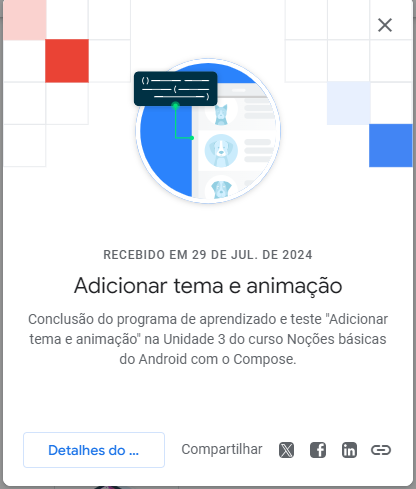 RECEBIDO EM 29 DE JUL. DE 2024
Adicionar tema e animação
Conclusão do programa de aprendizado e teste "Adicionar
tema e animação" na Unidade 3 do curso Noções básicas
do Android com o Compose.
Detalhes do ...
Compartilhar